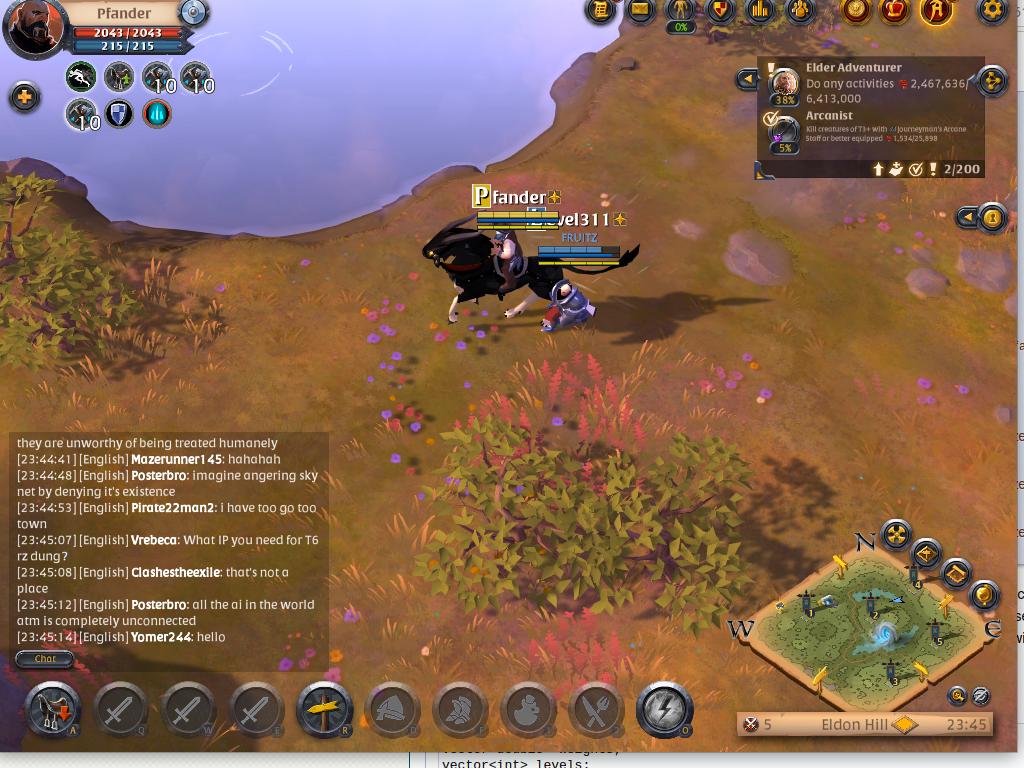 Pfander
2043 / 2043
215 / 215
10
10
10
0%
Elder Adventurer
Do any activities 2,467,636/
6,413,000
38%
Arcanist
Kill creatures of T3+ with Journeyman's Arcane
Staff or better equipped 1,534/25,898
5%
2/200
Pfander
vel311
FRUITZ
they are unworthy of being treated humanely
[23:44:41] [English] Mazerunner145: hahahah
[23:44:48] [English] Posterbro: imagine angering sky
net by denying it's existence
[23:44:53] [English] Pirate22man2: i have too go too
town
[23:45:07] [English] Vrebeca: What IP you need for T6
rz dung?
[23:45:08] [English] Clashestheexile: that's not a
place
[23:45:12] [English] Posterbro: all the ai in the world
atm is completely unconnected
[23:45:14] [English] Yomer244: hello
Chat
N
W
E
1
2
3
4
5
A
Q
W
E
R
D
F
O
5
Eldon Hill
23:45
vector<int> levels;